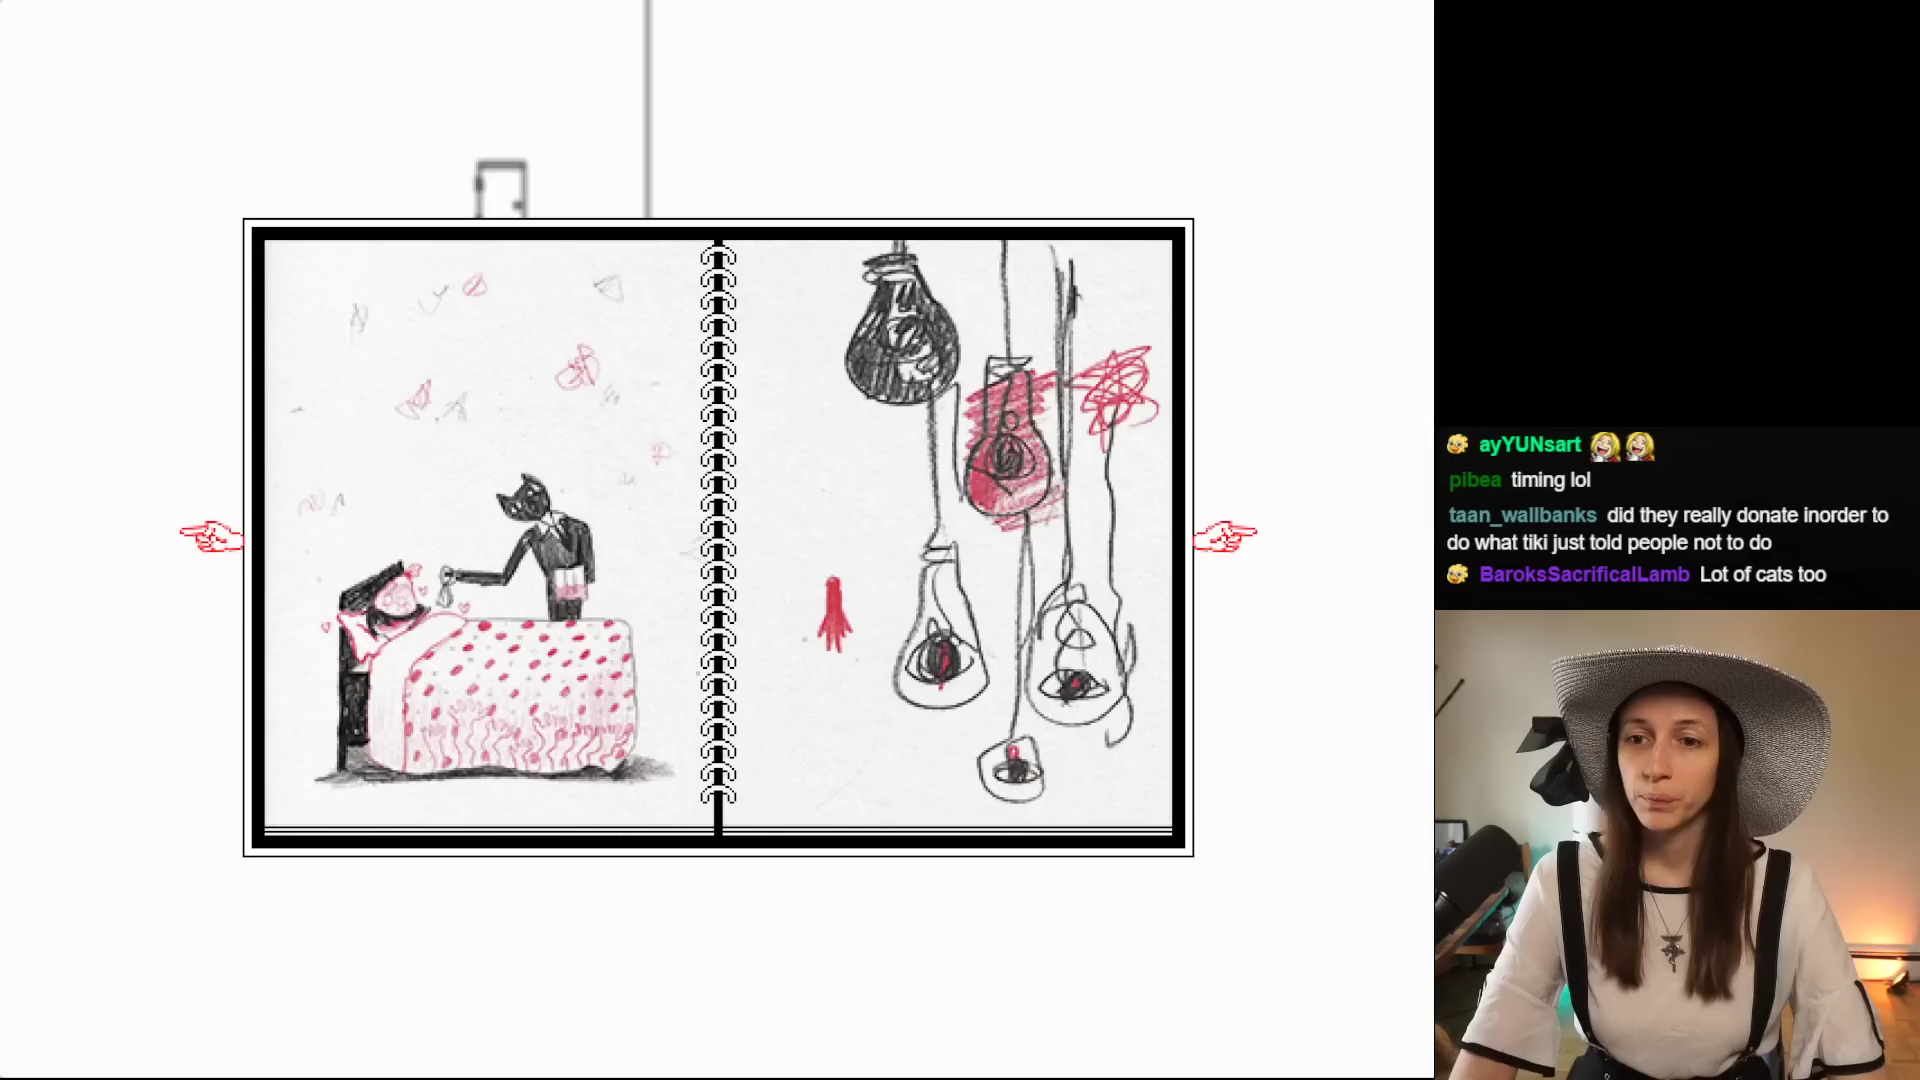 ayYUNsart
pibea timing lol
taan_wallbanks did they really donate inorder to
do what tiki just told people not to do
BaroksSacrificalLamb Lot of cats too